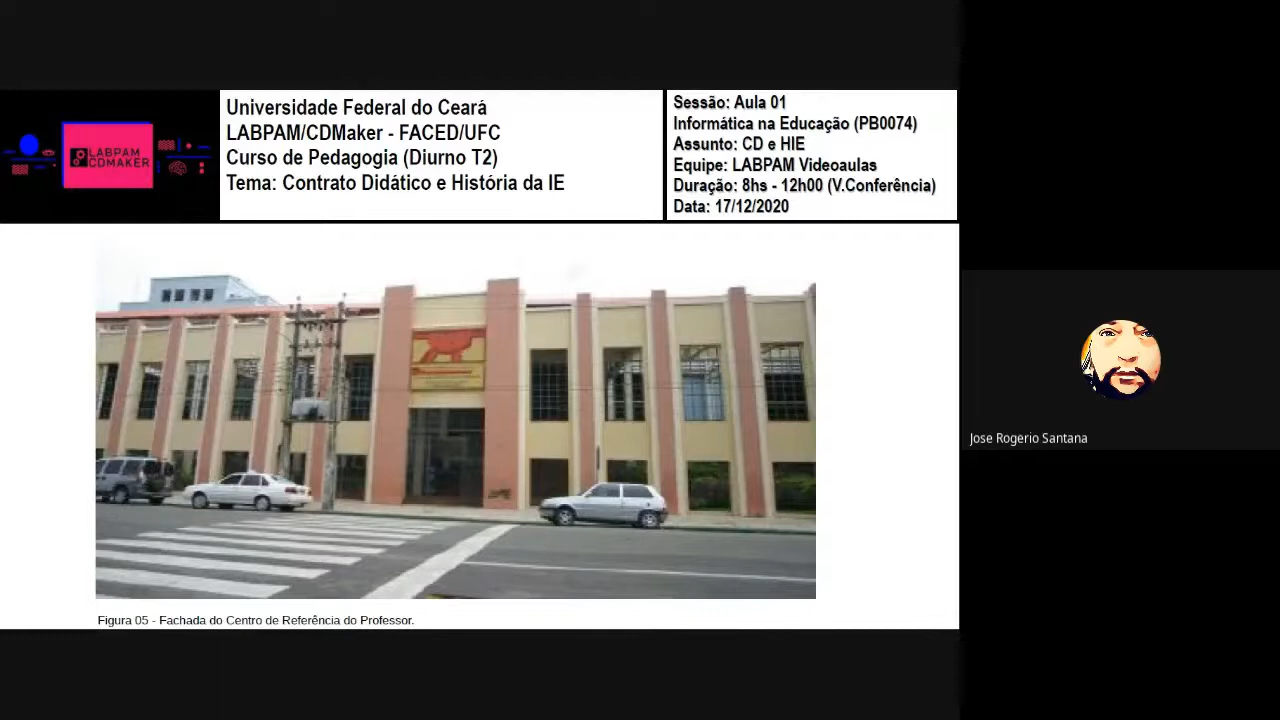 LABPAM
CDMAKER
Universidade Federal do Ceará
LABPAM/CDMaker - FACED/UFC
Curso de Pedagogia (Diurno T2)
Tema: Contrato Didático e História da IE
Sessão: Aula 01
Informática na Educação (PB0074)
Assunto: CD e HIE
Equipe: LABPAM Videoaulas
Duração: 8hs - 12h00 (V.Conferência)
Data: 17/12/2020
Figura 05 - Fachada do Centro de Referência do Professor.
Jose Rogerio Santana